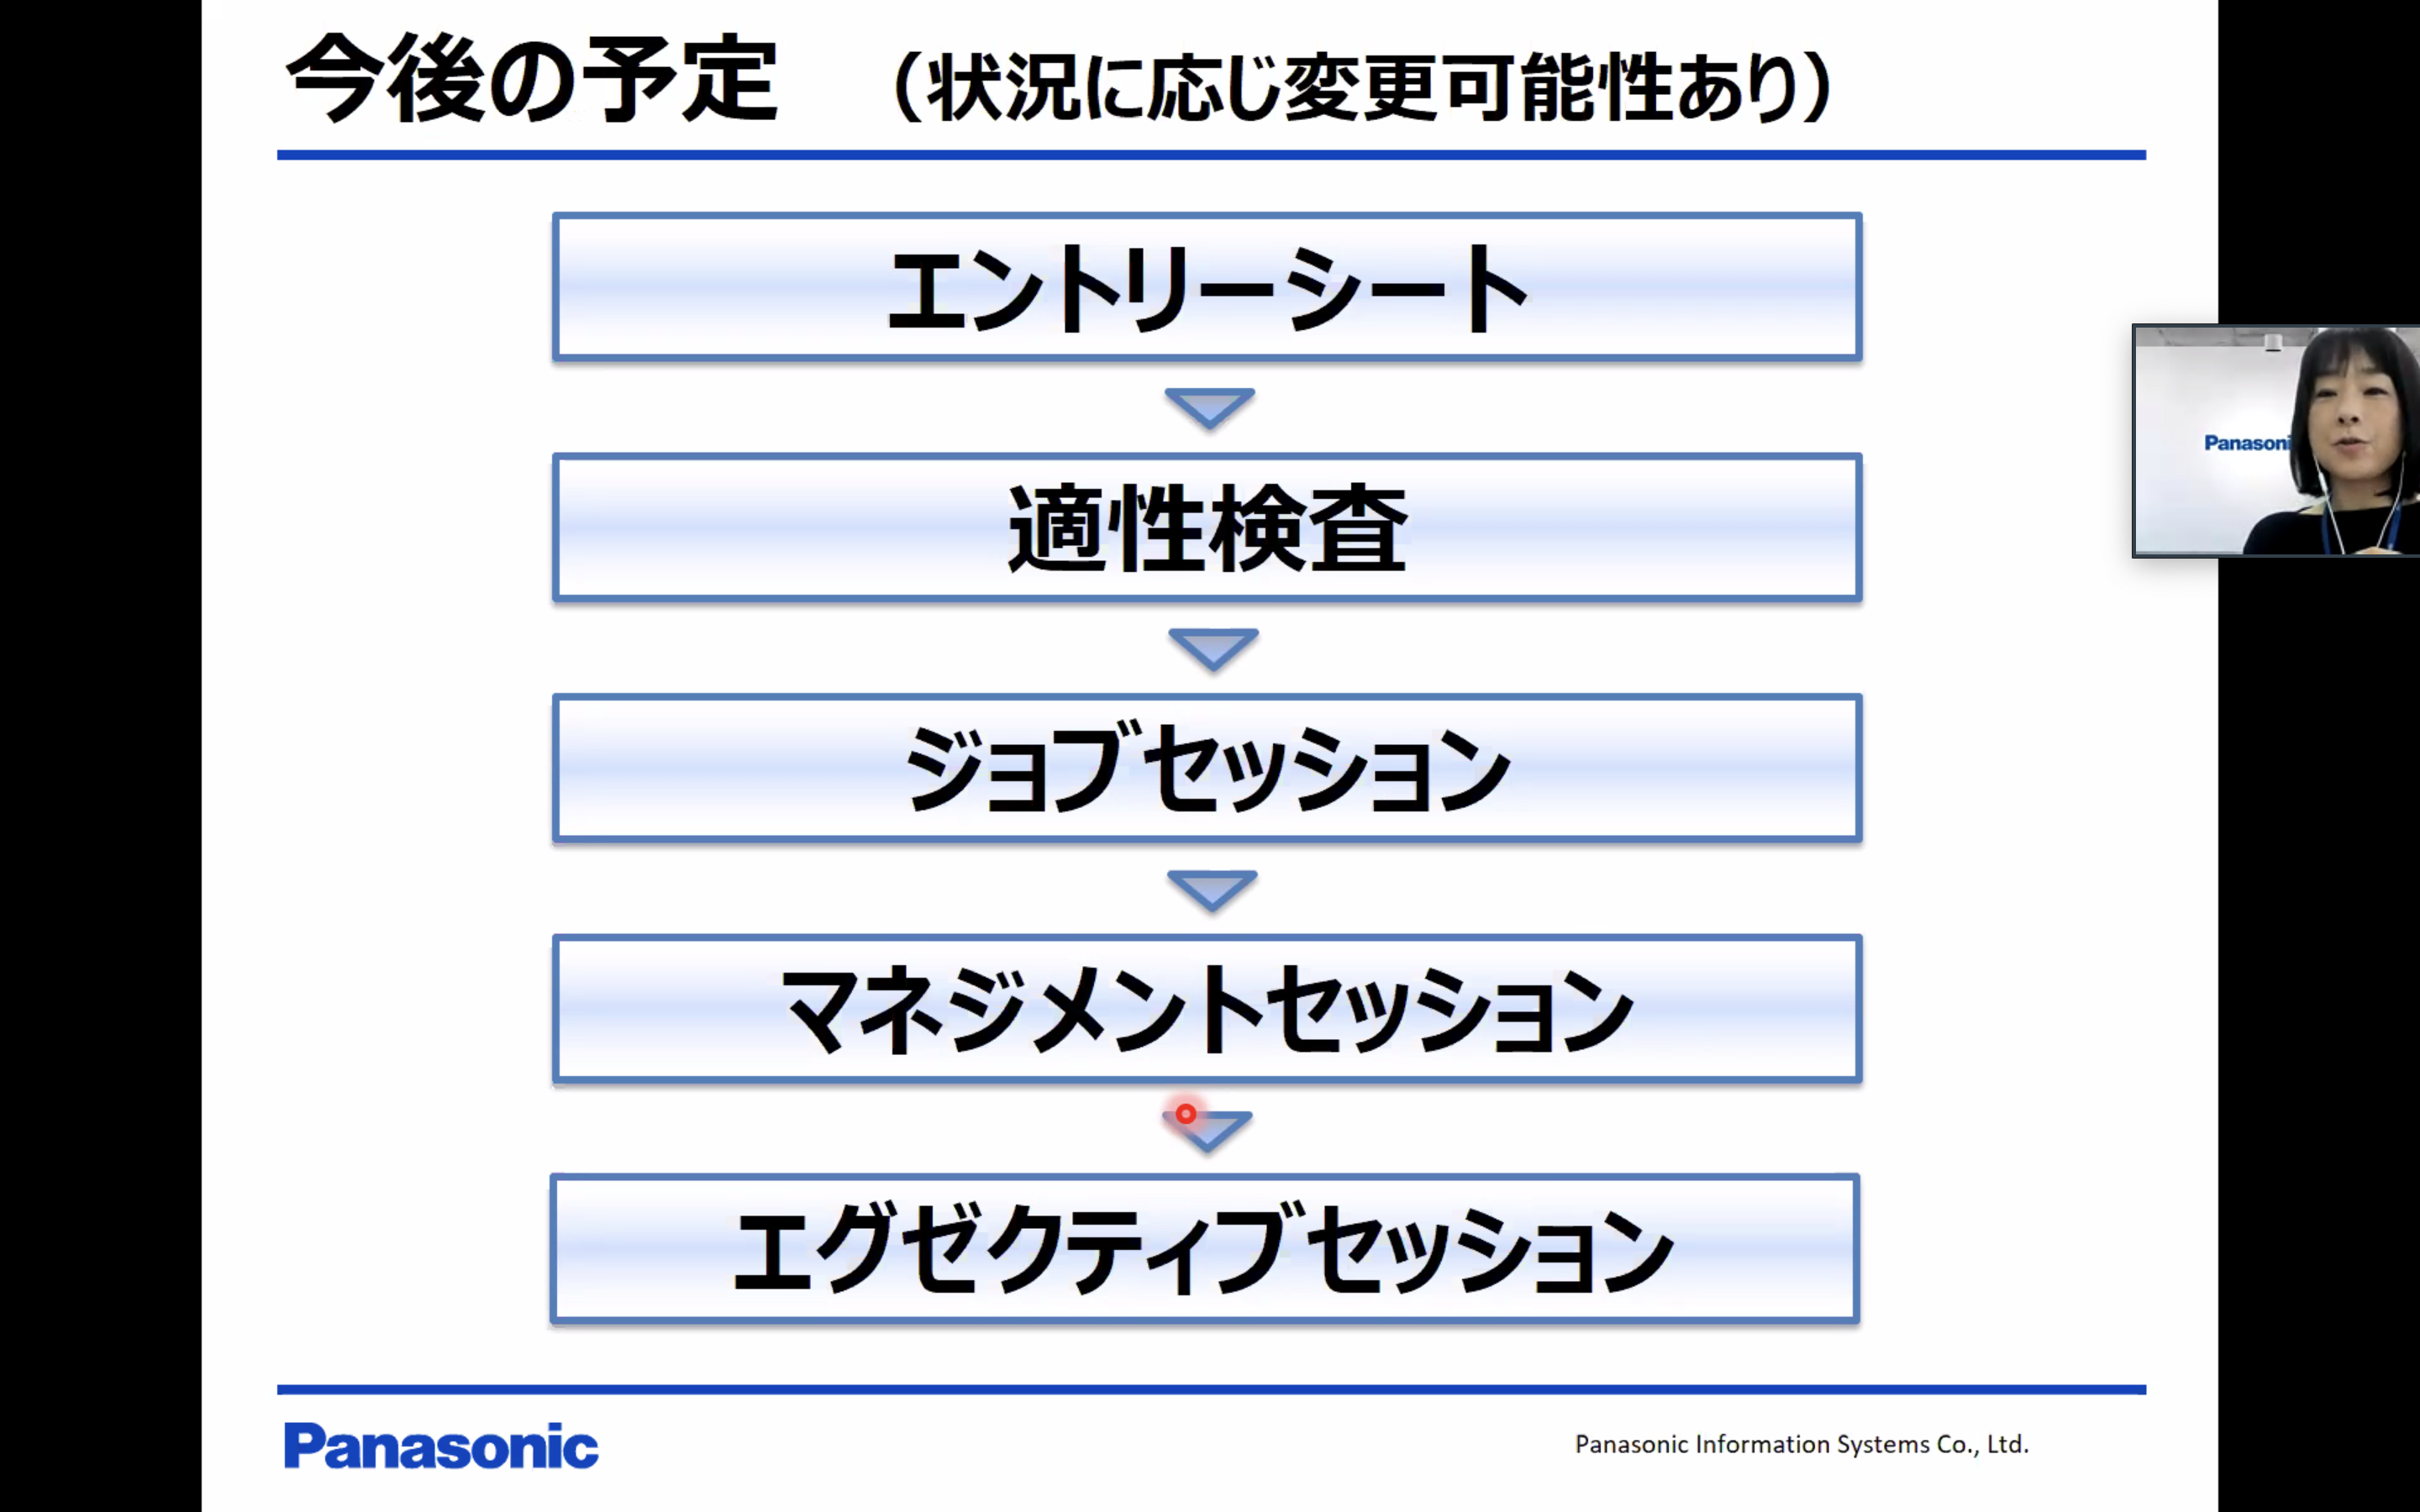 今後の予定 （状況に応じ変更可能性あり）
エントリーシート
適性検査
ジョブセッション
マネジメントセッション
エグゼクティブセッション
Panasoni
Panasonic
Panasonic Information Systems Co., Ltd.